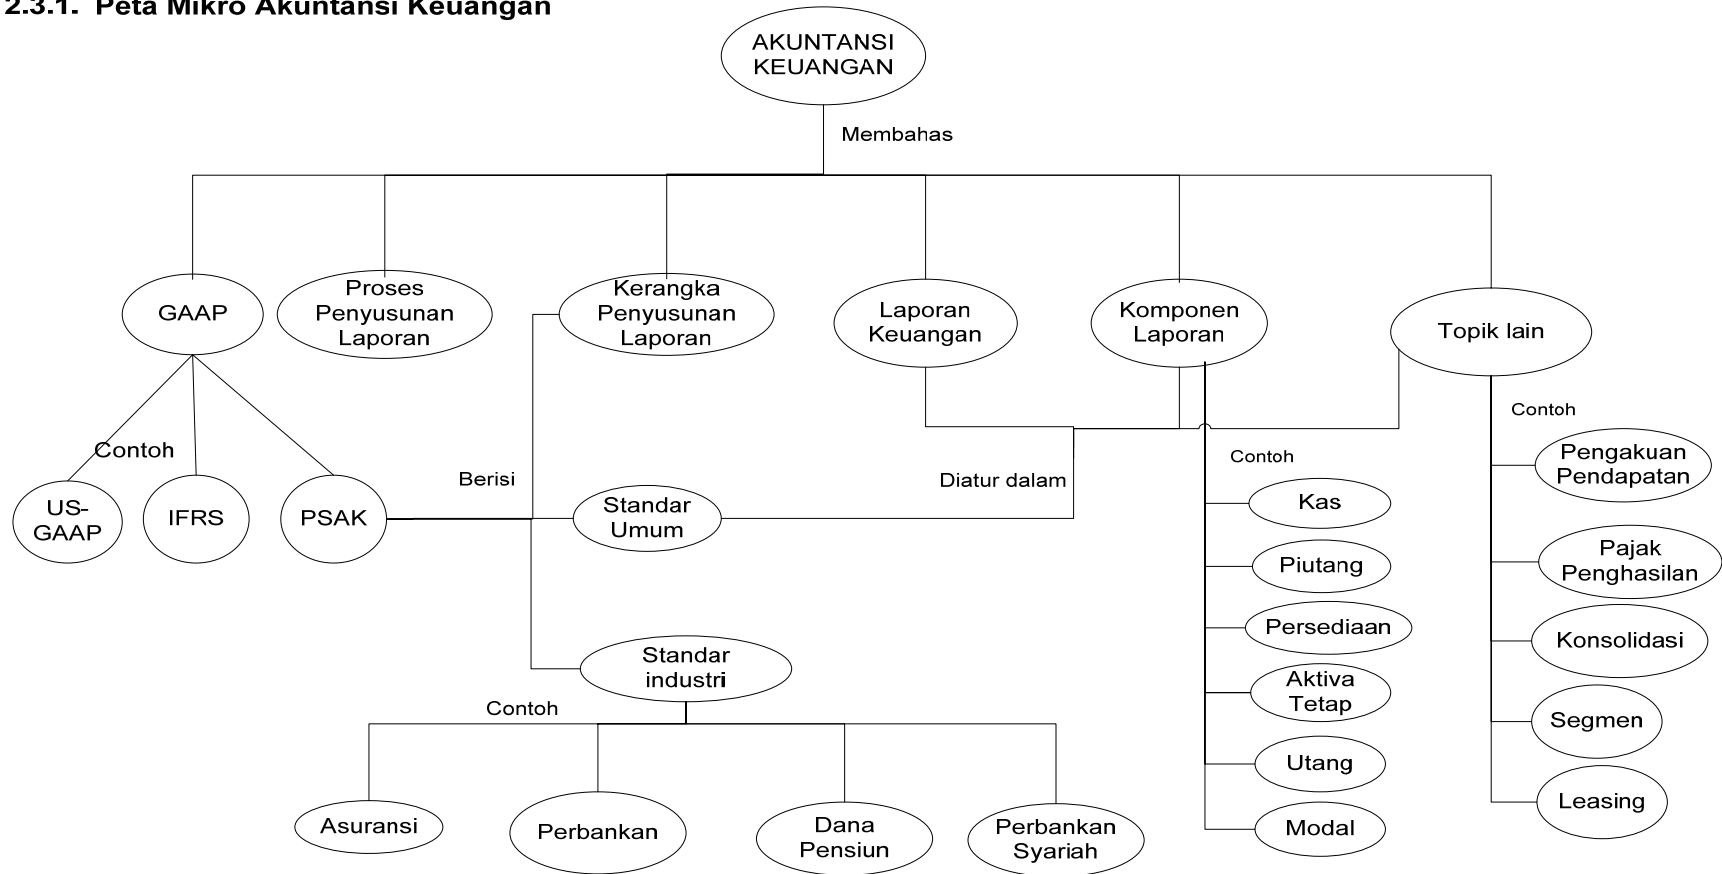 2.3.1. Peta Mikro Akuntansi Keuangan
AKUNTANSI
KEUANGAN
Membahas
GAAP
Proses
Penyusunan
Laporan
Kerangka
Penyusunan
Laporan
Laporan
Keuangan
Komponen
Laporan
Topik lain
Contoh
US-
GAAP
IFRS
PSAK
Berisi
Standar
Umum
Diatur dalam
Contoh
Kas
Piutang
Persediaan
Aktiva
Tetap
Utang
Modal
Contoh
Pengakuan
Pendapatan
Pajak
Penghasilan
Konsolidasi
Segmen
Leasing
Standar
industri
Contoh
Asuransi
Perbankan
Dana
Pensiun
Perbankan
Syariah